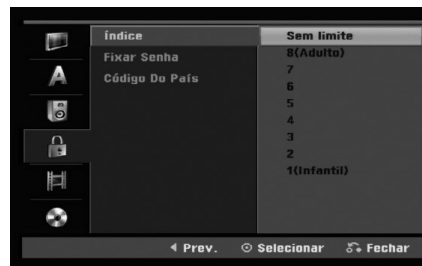 A
Índice
Fixar Senha
Código Do País
Sem limite
8(Adulto)
7
6
5
4
3
2
1(Infantil)
Prev.
Selecionar
Fechar